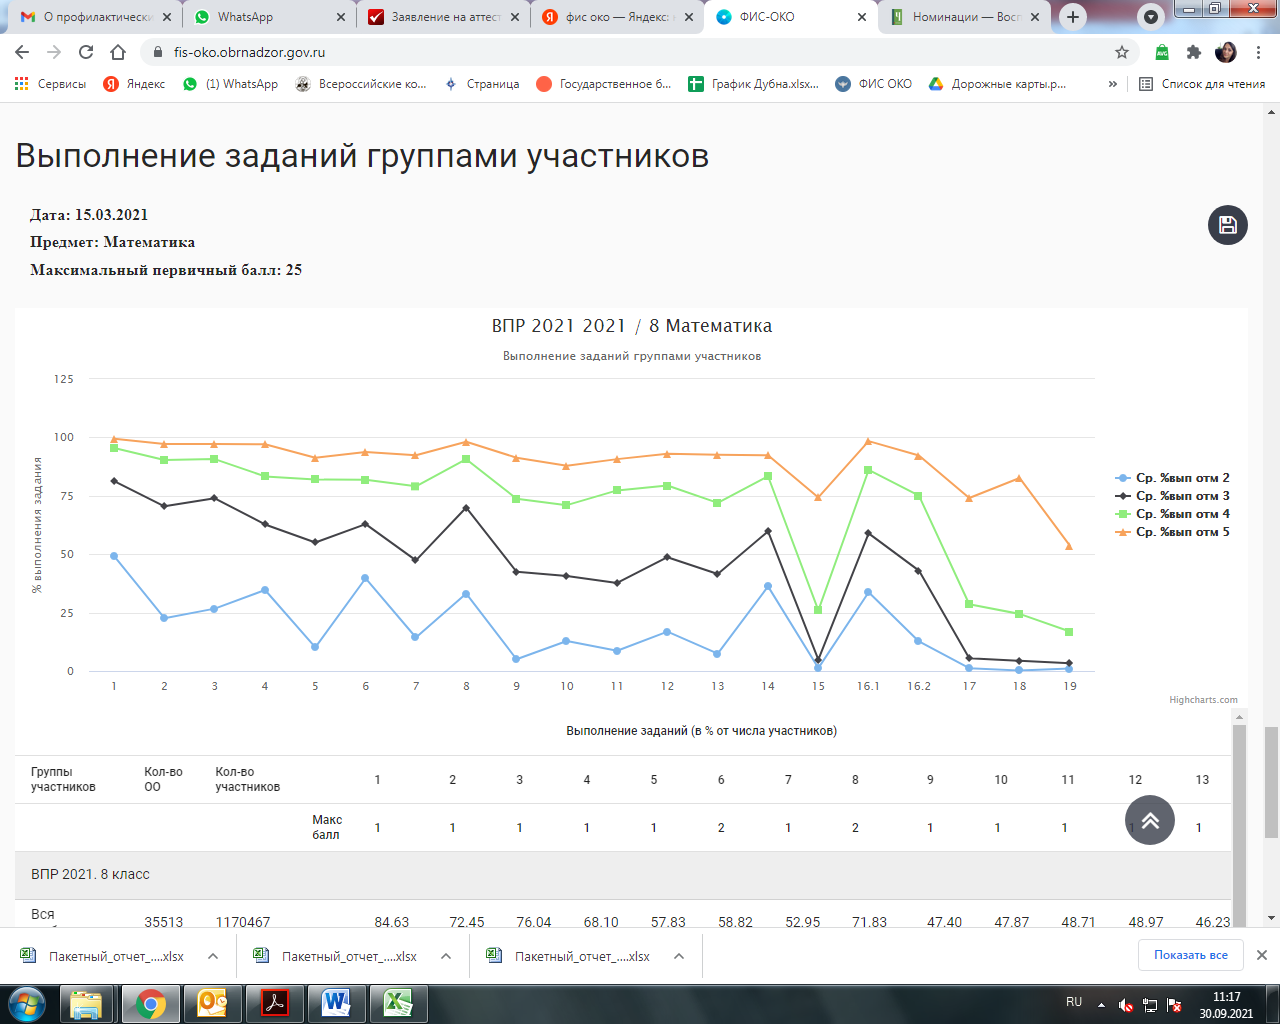 О профилактически
WhatsApp
Заявление на аттест
фис око — Яндекс:
ФИС-ОКО
Номинации — Восп
fis-oko.obrnadzor.gov.ru
Сервисы
Яндекс
(1) WhatsApp
Всероссийские ко...
Страница
Государственное б...
График Дубна.xlsx...
ФИС ОКО
Дорожные карты.p...
»
Список для чтения
Выполнение заданий группами участников
Дата: 15.03.2021
Предмет: Математика
Максимальный первичный балл: 25
ВПР 2021 2021 / 8 Математика
Выполнение заданий группами участников
% выполнения задания
125
100
75
50
25
0
1 2 3 4 5 6 7 8 9 10 11 12 13 14 15 16.1 16.2 17 18 19
Ср. %вып отм 2
Ср. %вып отм 3
Ср. %вып отм 4
Ср. %вып отм 5
Highcharts.com
Выполнение заданий (в % от числа участников)
Группы участников Кол-во ОО Кол-во участников 1 2 3 4 5 6 7 8 9 10 11 12 13
Макс балл 1 1 1 1 1 2 1 2 1 1 1 1 1
ВПР 2021. 8 класс
Вся 35513 1170467 84.63 72.45 76.04 68.10 57.83 58.82 52.95 71.83 47.40 47.87 48.71 48.97 46.23
Пакетный_отчет_....xlsx
Пакетный_отчет_....xlsx
Пакетный_отчет_....xlsx
Показать все
RU
11:17
30.09.2021